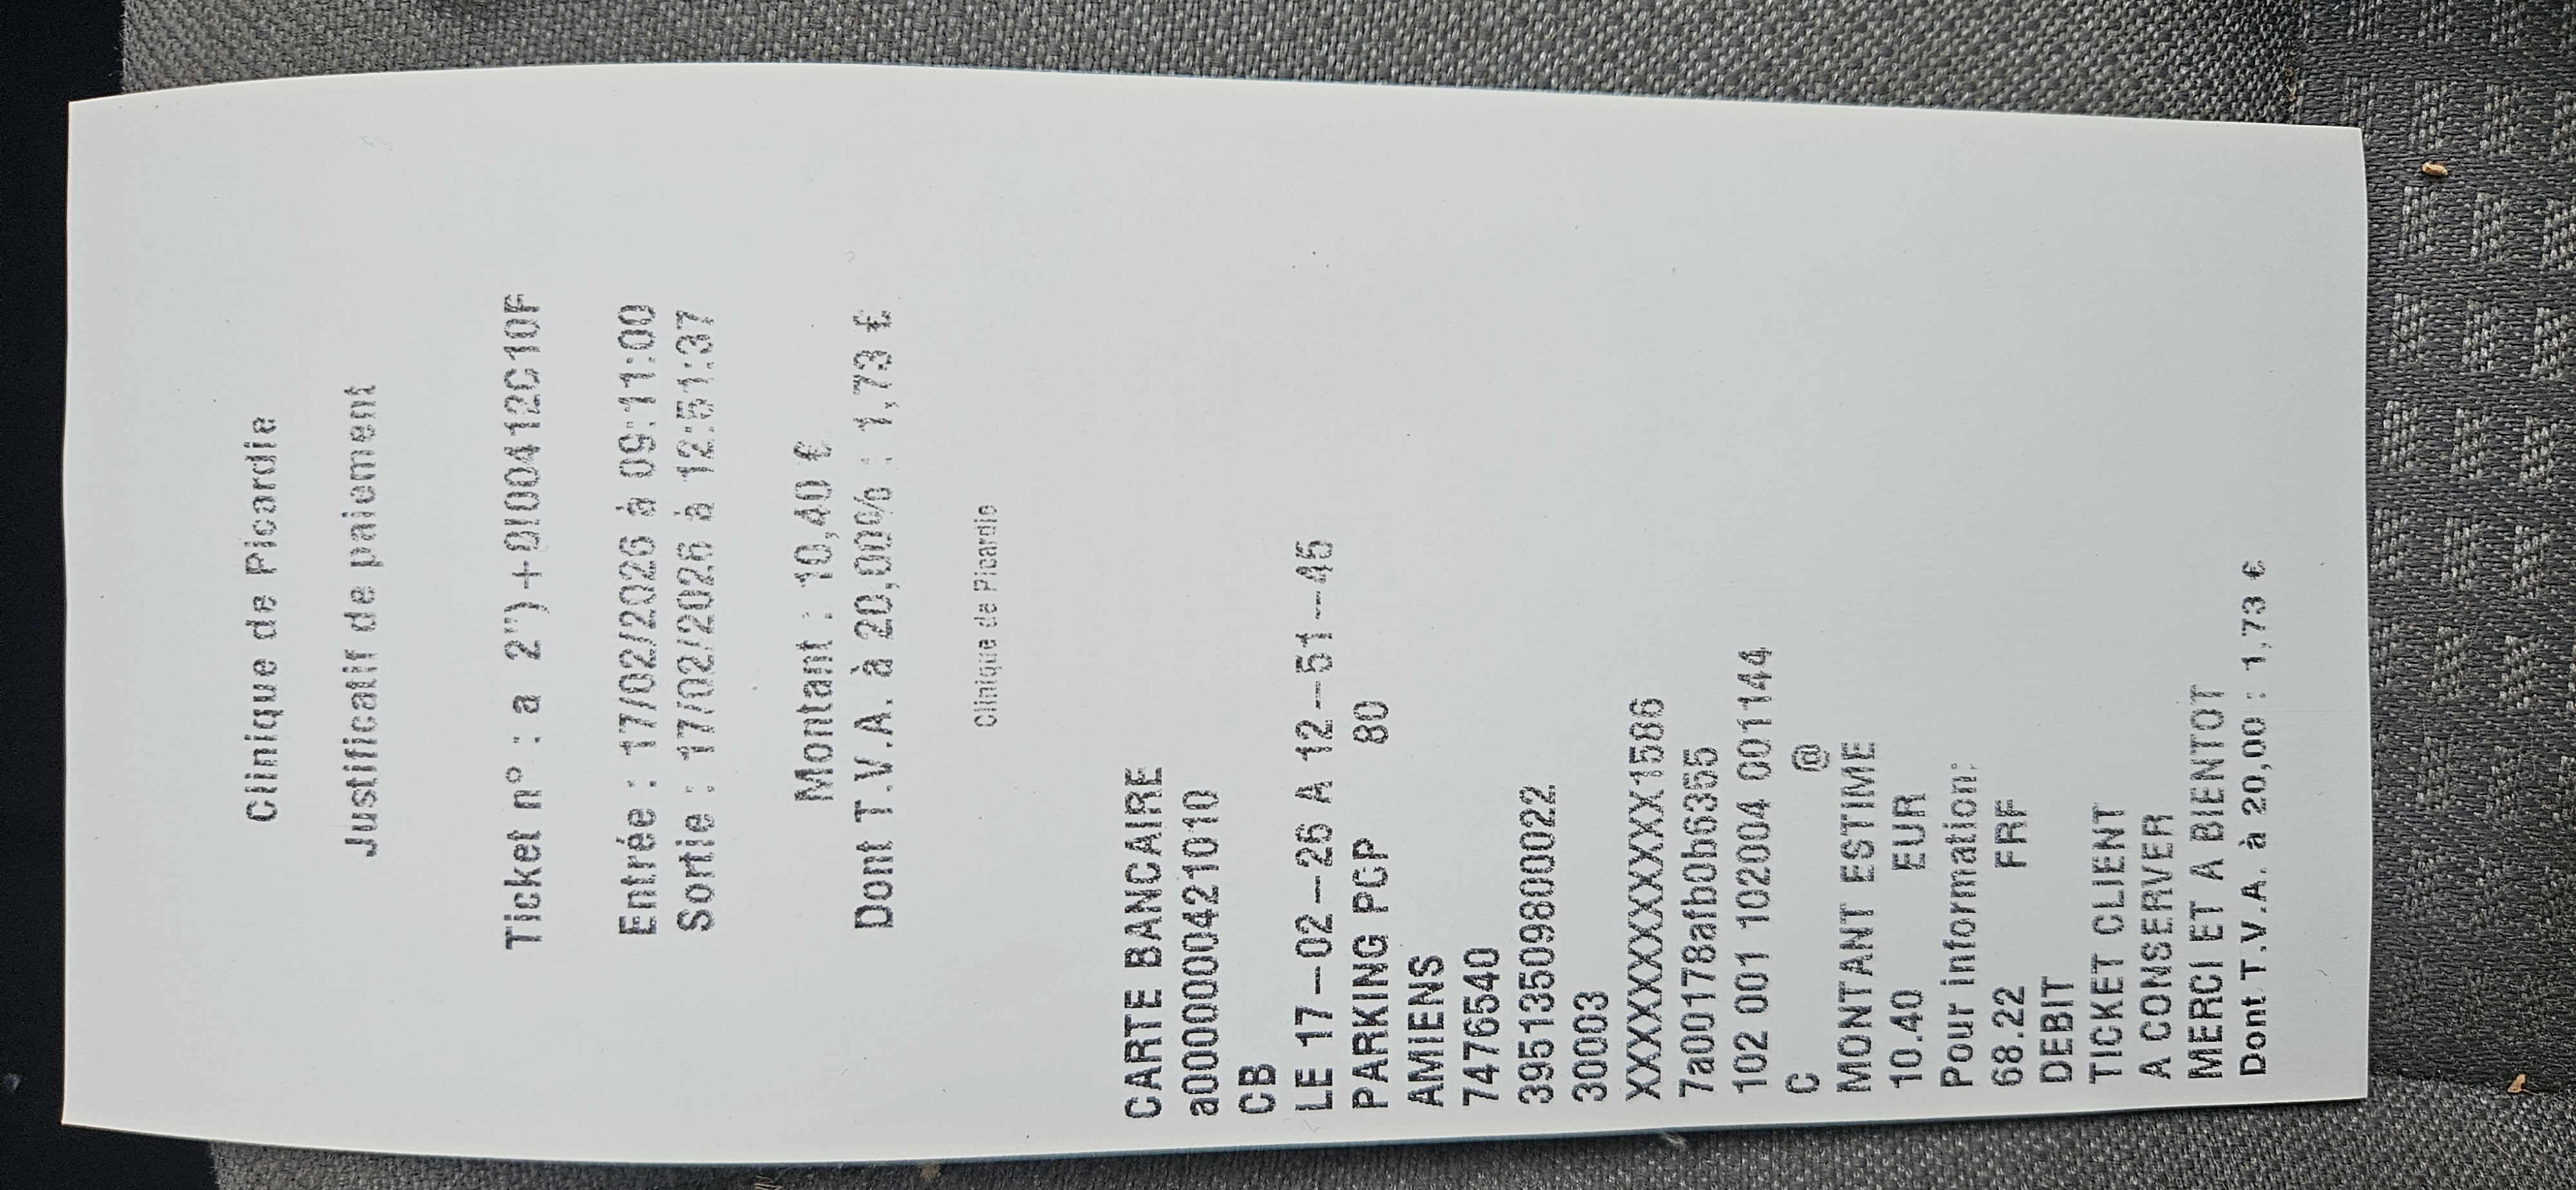 Clinique de Picardie
Justificatif de paiement
Ticket n° : a 2")+9!00412C10F
Entrée : 17/02/2026 à 09:11:00
Sortie : 17/02/2026 à 12:51:37
Montant : 10,40 €
Dont T.V.A. à 20,00% : 1,73 €
Clinique de Picardie
CARTE BANCAIRE
a0000000421010
CB
LE 17-02-26 A 12-51-45
PARKING PCP 80
AMIENS
7476540
39513509800022
30003
XXXXXXXXXXXX1586
7a00178afb0b6355
102 001 102004 001144
C @
MONTANT ESTIME
10.40 EUR
Pour information:
68.22 FRF
DEBIT
TICKET CLIENT
A CONSERVER
MERCI ET A BIENTOT
Dont T.V.A. à 20,00 : 1,73 €